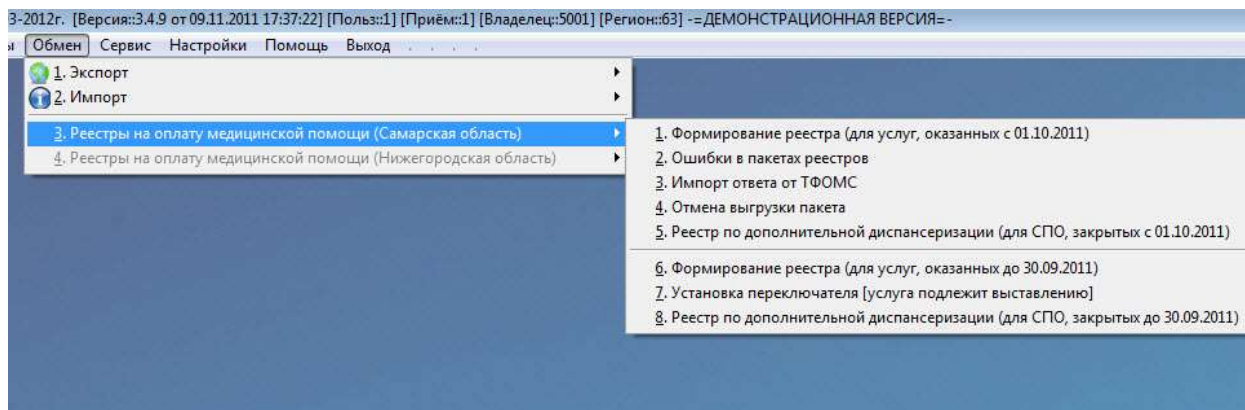 3-2012г. [Версия::3.4.9 от 09.11.2011 17:37:22] [Польз::1] [Приём::1] [Владелец::5001] [Регион::63] -=ДЕМОНСТРАЦИОННАЯ ВЕРСИЯ=-
ы Обмен Сервис Настройки Помощь Выход . . . .
1. Экспорт
2. Импорт
3. Реестры на оплату медицинской помощи (Самарская область)
4. Реестры на оплату медицинской помощи (Нижегородская область)
1. Формирование реестра (для услуг, оказанных с 01.10.2011)
2. Ошибки в пакетах реестров
3. Импорт ответа от ТФОМС
4. Отмена выгрузки пакета
5. Реестр по дополнительной диспансеризации (для СПО, закрытых с 01.10.2011)
6. Формирование реестра (для услуг, оказанных до 30.09.2011)
7. Установка переключателя [услуга подлежит выставлению]
8. Реестр по дополнительной диспансеризации (для СПО, закрытых до 30.09.2011)